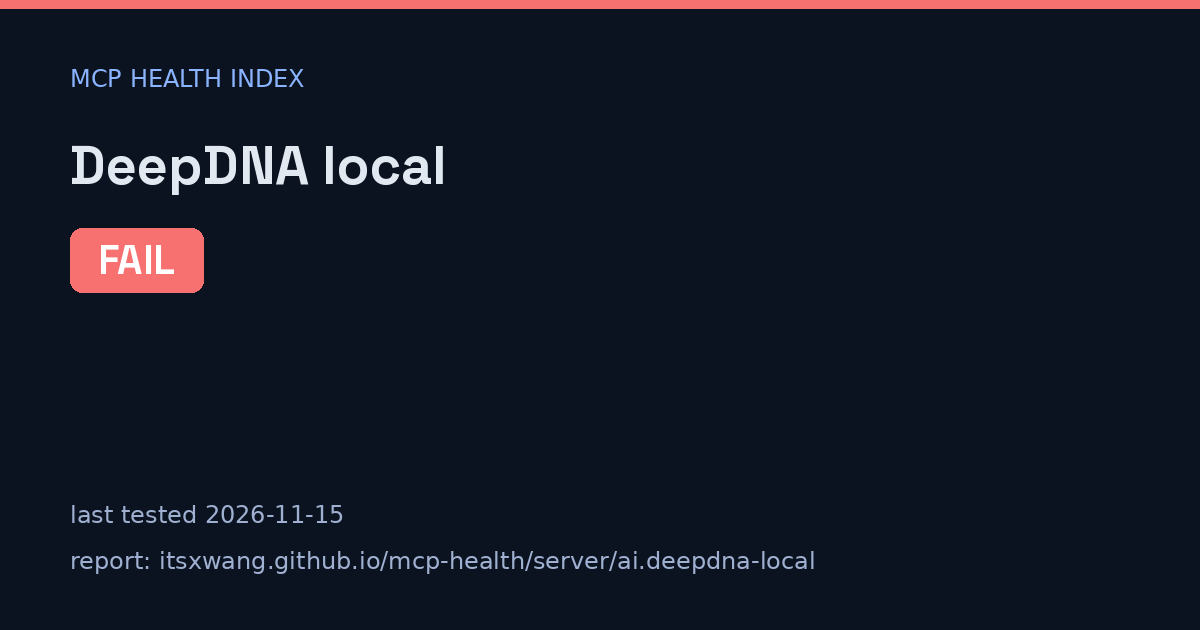 MCP HEALTH INDEX
DeepDNA local
FAIL
last tested 2026-11-15
report: itsxwang.github.io/mcp-health/server/ai.deepdna-local